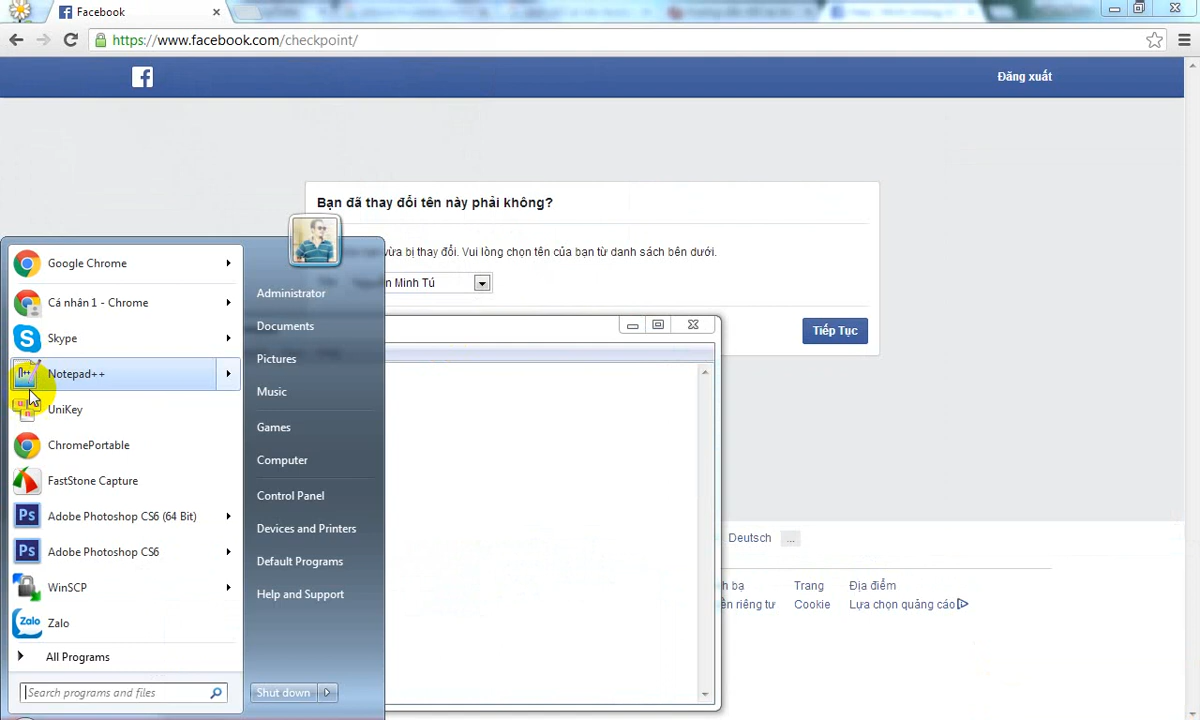 Facebook
https://www.facebook.com/checkpoint/
Đăng xuất
Bạn đã thay đổi tên này phải không?
vừa bị thay đổi. Vui lòng chọn tên của bạn từ danh sách bên dưới.
Minh Tú
Tiếp Tục
Google Chrome
Cá nhân 1 - Chrome
Skype
Notepad++
UniKey
ChromePortable
FastStone Capture
Adobe Photoshop CS6 (64 Bit)
Adobe Photoshop CS6
WinSCP
Zalo
All Programs
Search programs and files
Administrator
Documents
Pictures
Music
Games
Computer
Control Panel
Devices and Printers
Default Programs
Help and Support
Shut down
Deutsch
...
bạ
Trang
Địa điểm
riêng tư
Cookie
Lựa chọn quảng cáo